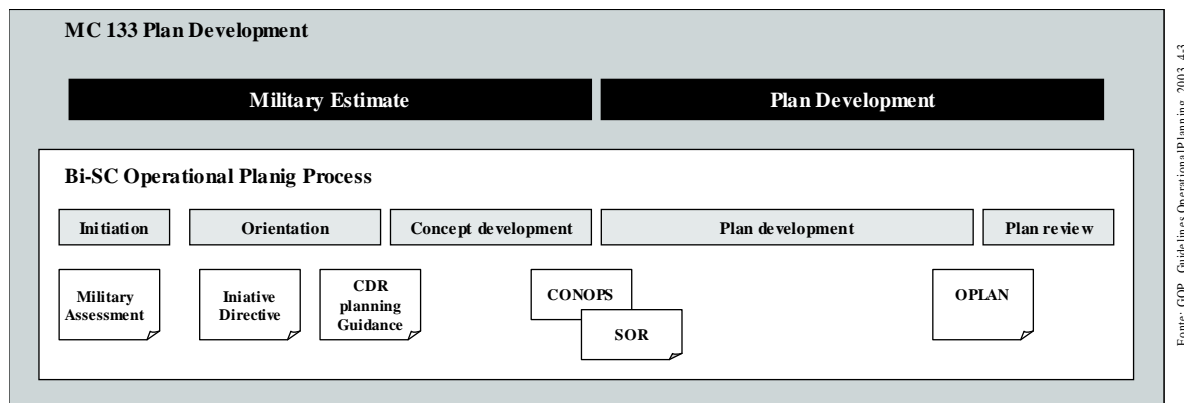 MC 133 Plan Development
Military Estimate
Plan Development
Bi-SC Operational Planig Process
Initiation
Orientation
Concept development
Plan development
Plan review
Military
Assessment
Iniative
Directive
CDR
planning
Guidance
CONOPS
SOR
OPLAN
Fonte: GOP, Guidelines Operational Planning, 2003, 4-3